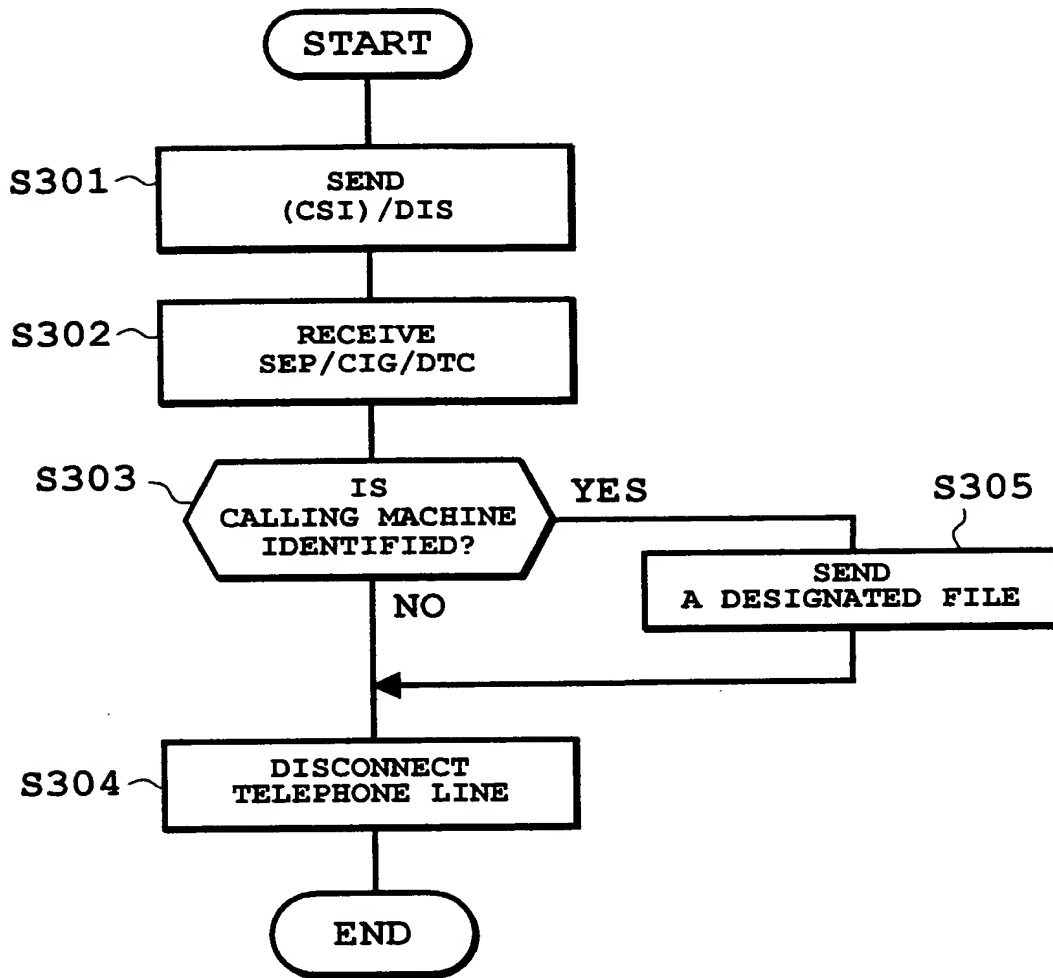 START
S301
SEND
(CSI)/DIS
S302
RECEIVE
SEP/CIG/DTC
S303
IS
CALLING MACHINE
IDENTIFIED?
YES
S305
SEND
A DESIGNATED FILE
NO
S304
DISCONNECT
TELEPHONE LINE
END